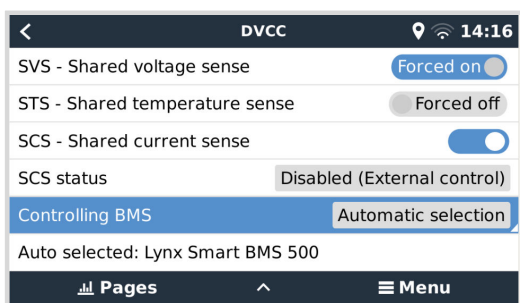 DVCC 14:16
SVS - Shared voltage sense Forced on
STS - Shared temperature sense Forced off
SCS - Shared current sense
SCS status Disabled (External control)
Controlling BMS Automatic selection
Auto selected: Lynx Smart BMS 500
Pages Menu